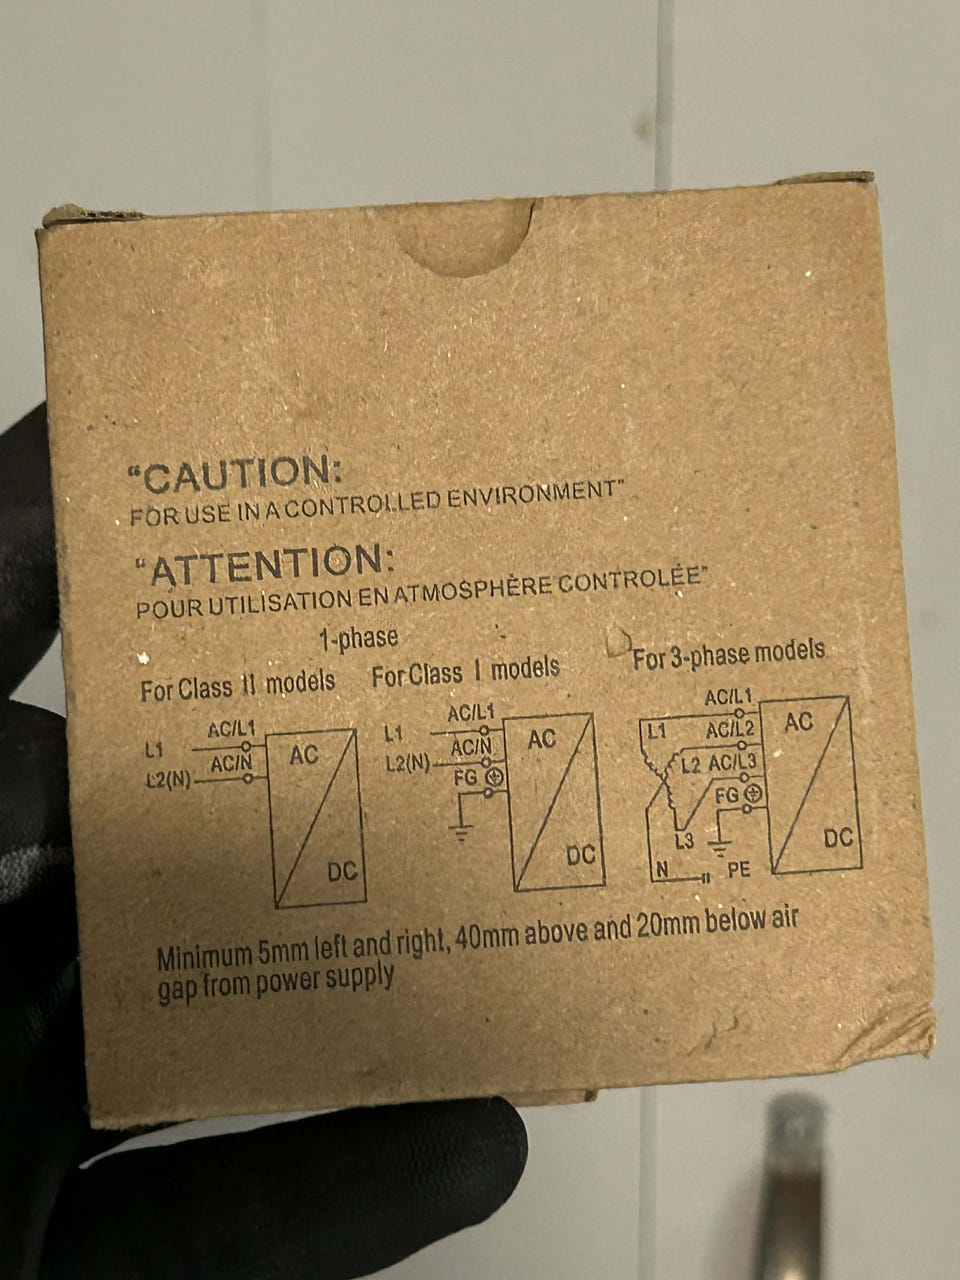 "CAUTION:
FOR USE IN A CONTROLLED ENVIRONMENT"
"ATTENTION:
POUR UTILISATION EN ATMOSPHÈRE CONTROLÉE"
1-phase
For Class II models
For Class I models
For 3-phase models
L1
AC/L1
L2(N)
AC/N
AC
DC
L1
AC/L1
L2(N)
AC/N
FG
AC
DC
AC/L1
L1
AC/L2
L2 AC/L3
FG
L3
N
PE
AC
DC
Minimum 5mm left and right, 40mm above and 20mm below air
gap from power supply